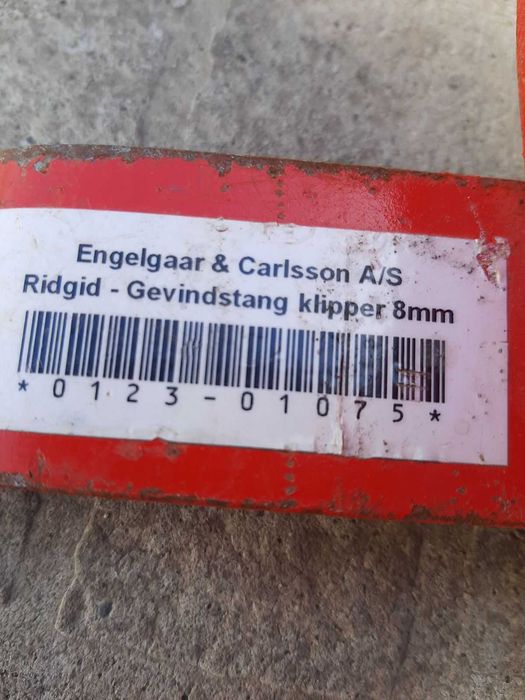 Engelgaar & Carlsson A/S
Ridgid - Gevindstang klipper 8mm
*0123-01075*